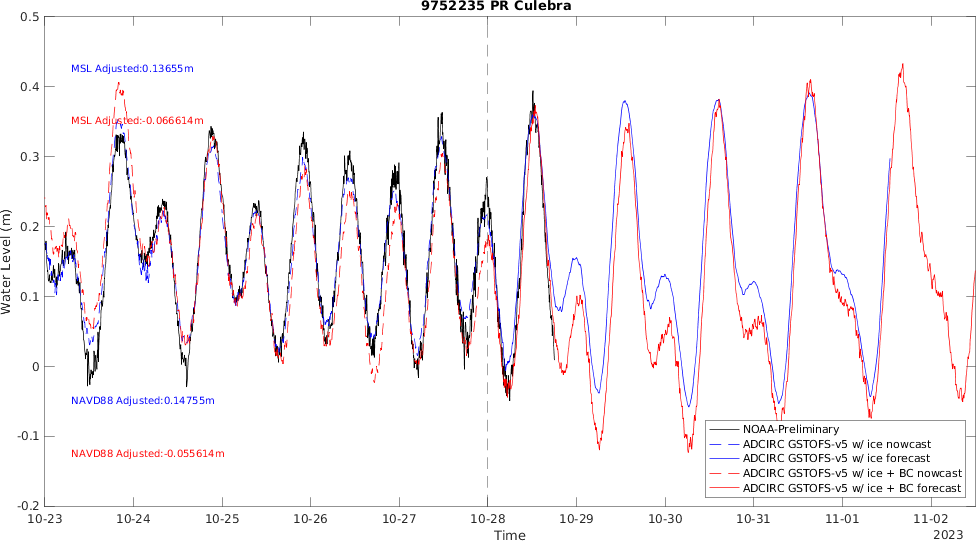 9752235 PR Culebra
0.5
0.4
0.3
0.2
0.1
0
-0.1
-0.2
Water Level (m)
MSL Adjusted:0.13655m
MSL Adjusted:-0.066614m
NAVD88 Adjusted:0.14755m
NAVD88 Adjusted:-0.055614m
NOAA-Preliminary
ADCIRC GSTOFS-v5 w/ ice nowcast
ADCIRC GSTOFS-v5 w/ ice forecast
ADCIRC GSTOFS-v5 w/ ice + BC nowcast
ADCIRC GSTOFS-v5 w/ ice + BC forecast
10-23 10-24 10-25 10-26 10-27 10-28 10-29 10-30 10-31 11-01 11-02
Time
2023